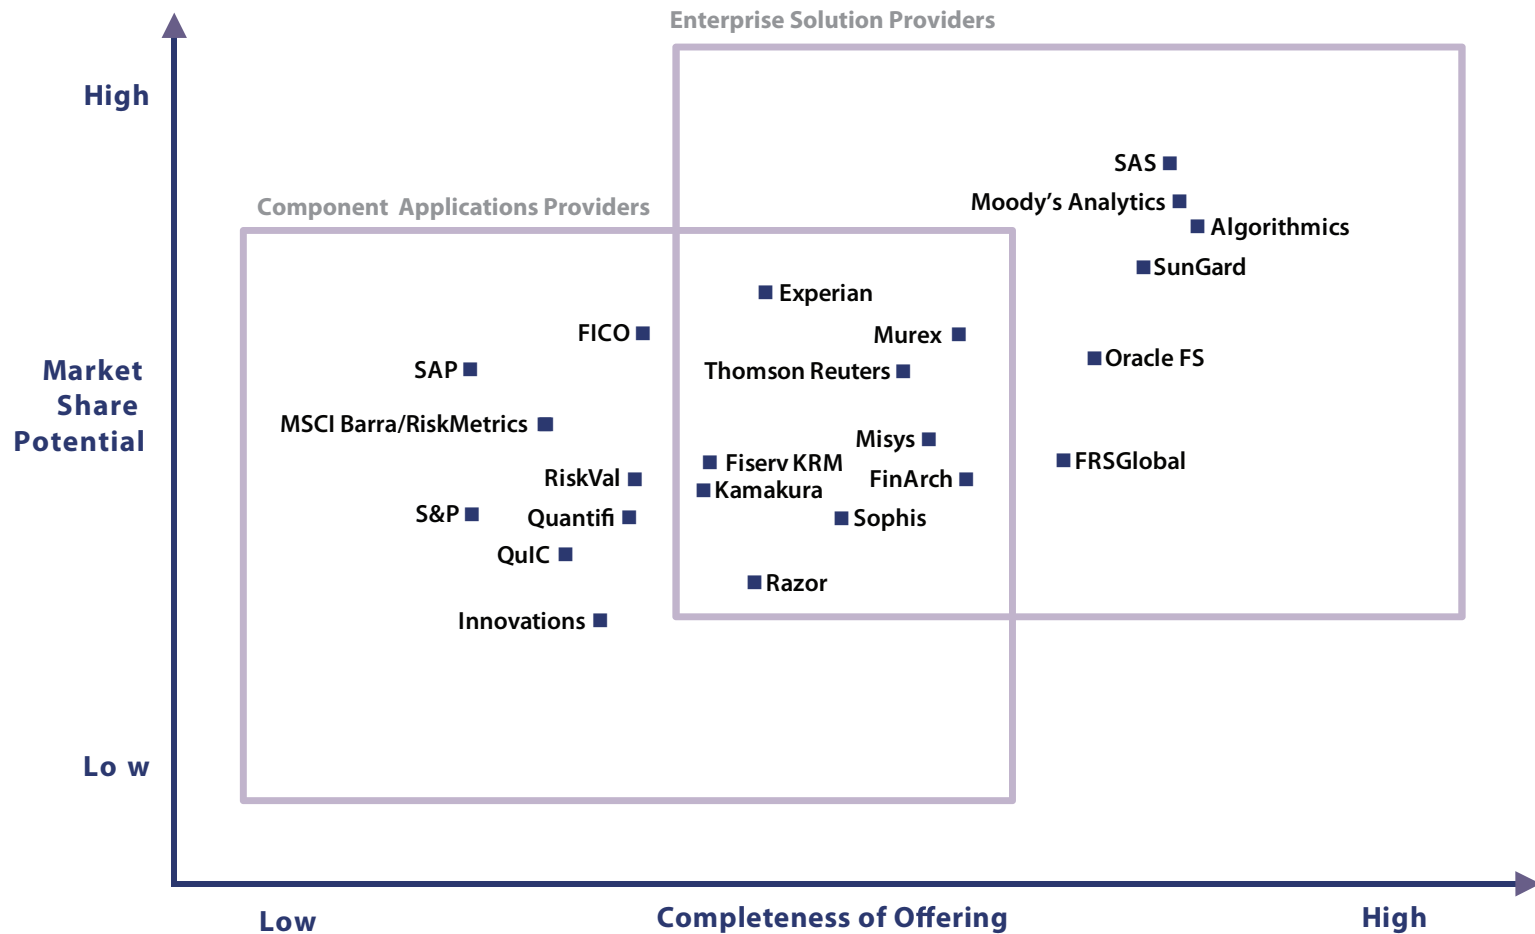 Enterprise Solution Providers
High
SAS
Moody’s Analytics
Component Applications Providers
Algorithmics
SunGard
Experian
FICO
Murex
Oracle FS
SAP
Thomson Reuters
Market
Share
Potential
MSCI Barra/RiskMetrics
Misys
FRSGlobal
Fiserv KRM
RiskVal
FinArch
Kamakura
S&P
Quantifi
Sophis
QuIC
Razor
Innovations
Lo w
Low
Completeness of Offering
High